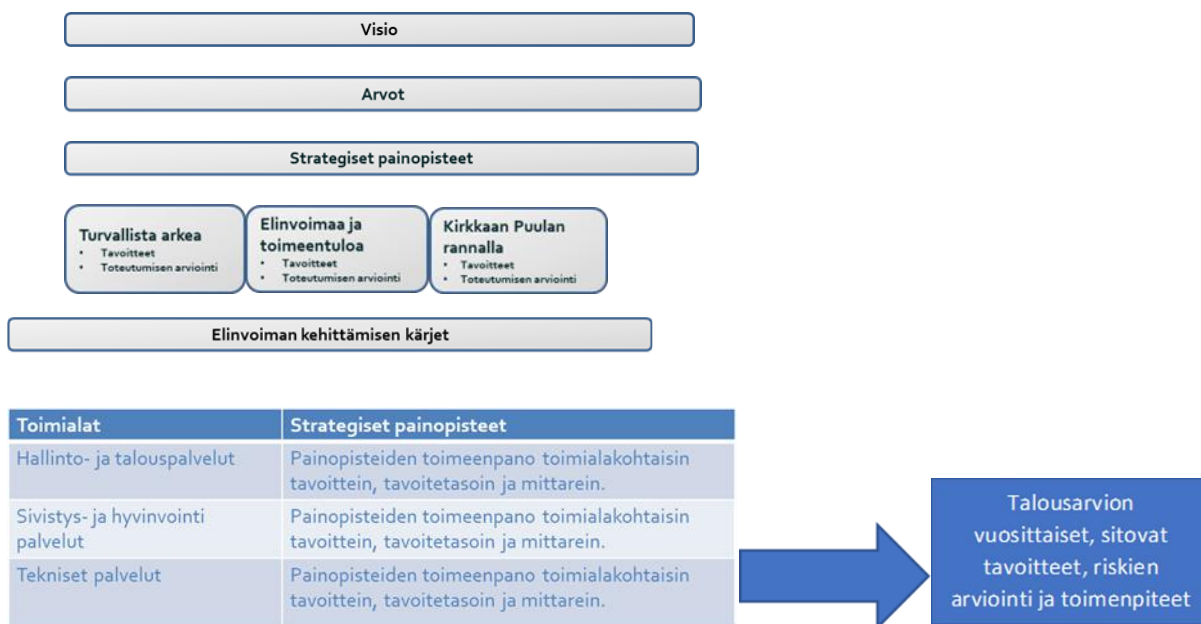 Visio
Arvot
Strategiset painopisteet
Turvallista arkea
• Tavoitteet
• Toteutumisen arviointi
Elinvoimaa ja
toimeentuloa
• Tavoitteet
• Toteutumisen arviointi
Kirkkaan Puulan
rannalla
• Tavoitteet
• Toteutumisen arviointi
Elinvoiman kehittämisen kärjet
Toimialat
Strategiset painopisteet
Hallinto- ja talouspalvelut
Painopisteiden toimeenpano toimialakohtaisin
tavoittein, tavoitetasoin ja mittarein.
Sivistys- ja hyvinvointi
palvelut
Painopisteiden toimeenpano toimialakohtaisin
tavoittein, tavoitetasoin ja mittarein.
Tekniset palvelut
Painopisteiden toimeenpano toimialakohtaisin
tavoittein, tavoitetasoin ja mittarein.
Talousarvion
vuosittaiset, sitovat
tavoitteet, riskien
arviointi ja toimenpiteet